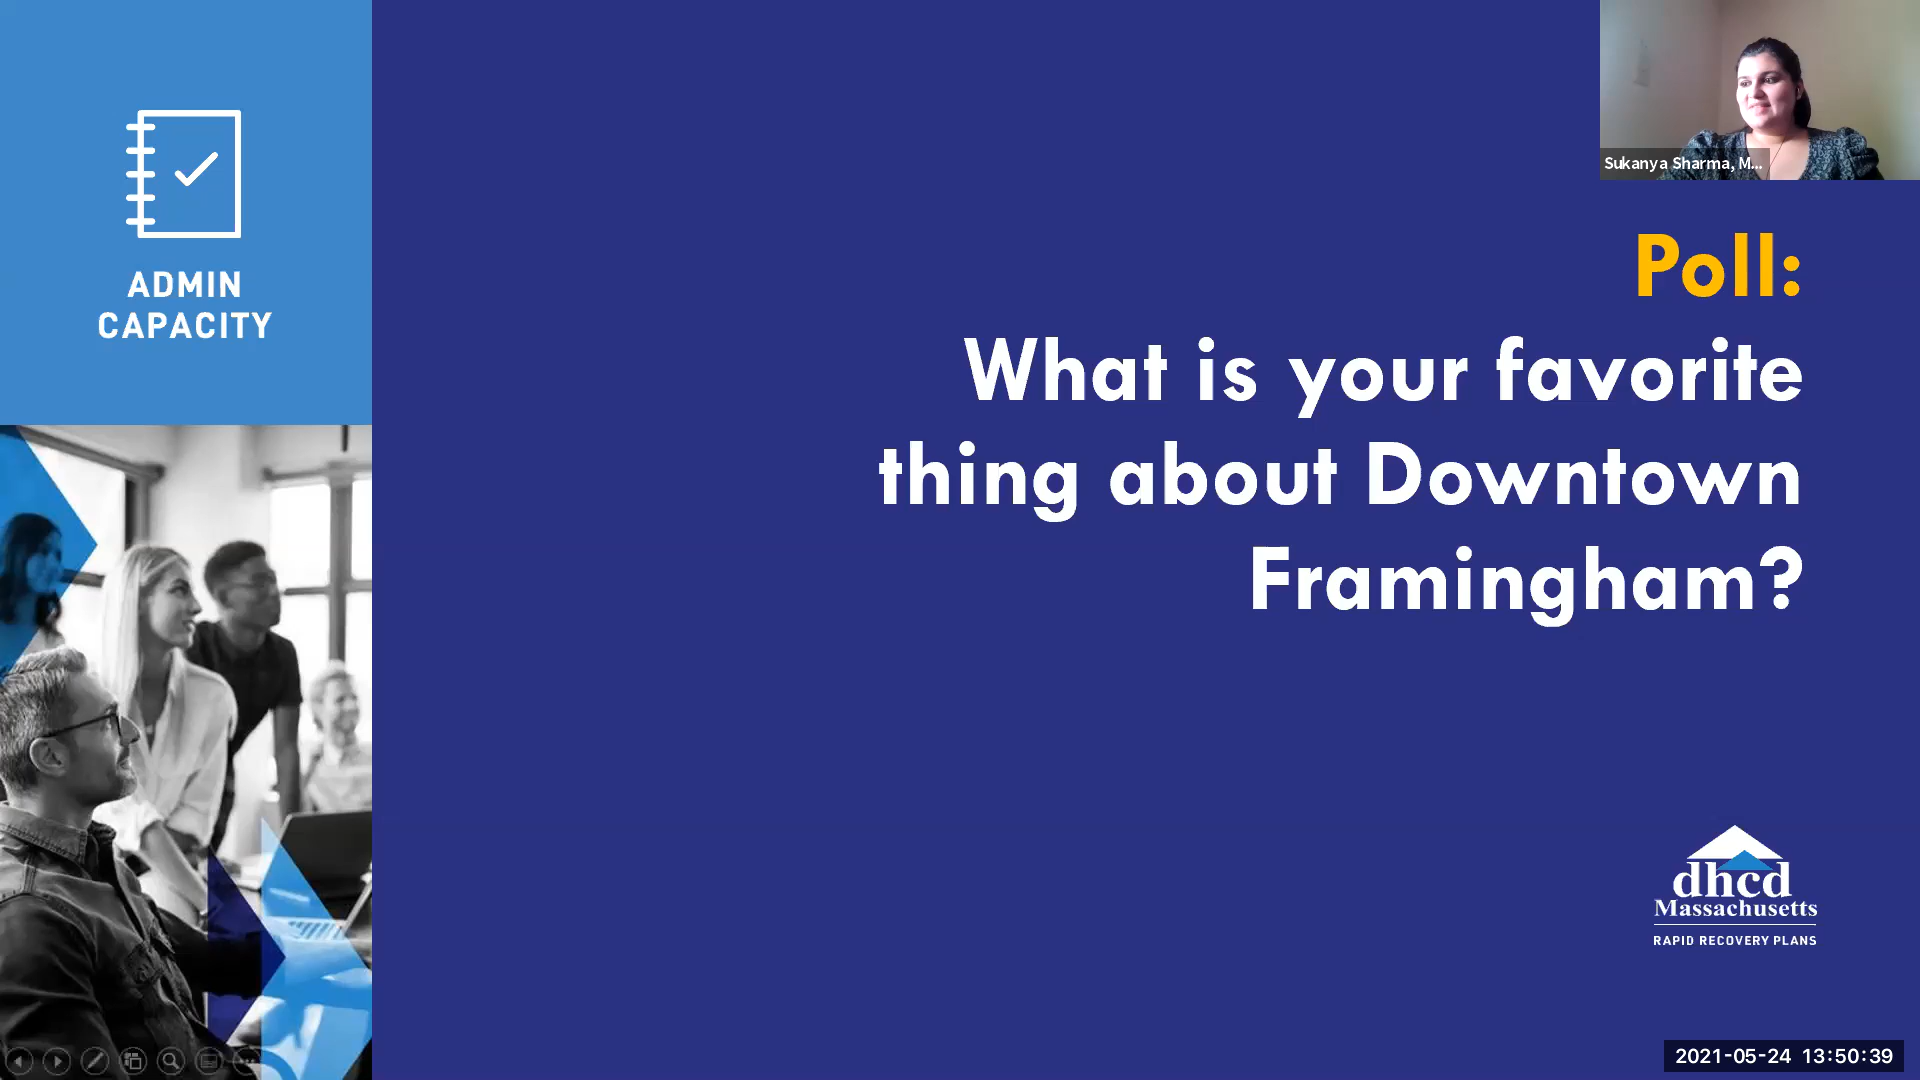 ADMIN
CAPACITY
Sukanya Sharma, M...
Poll:
What is your favorite
thing about Downtown
Framingham?
dhcd
Massachusetts
RAPID RECOVERY PLANS
2021-05-24 13:50:39